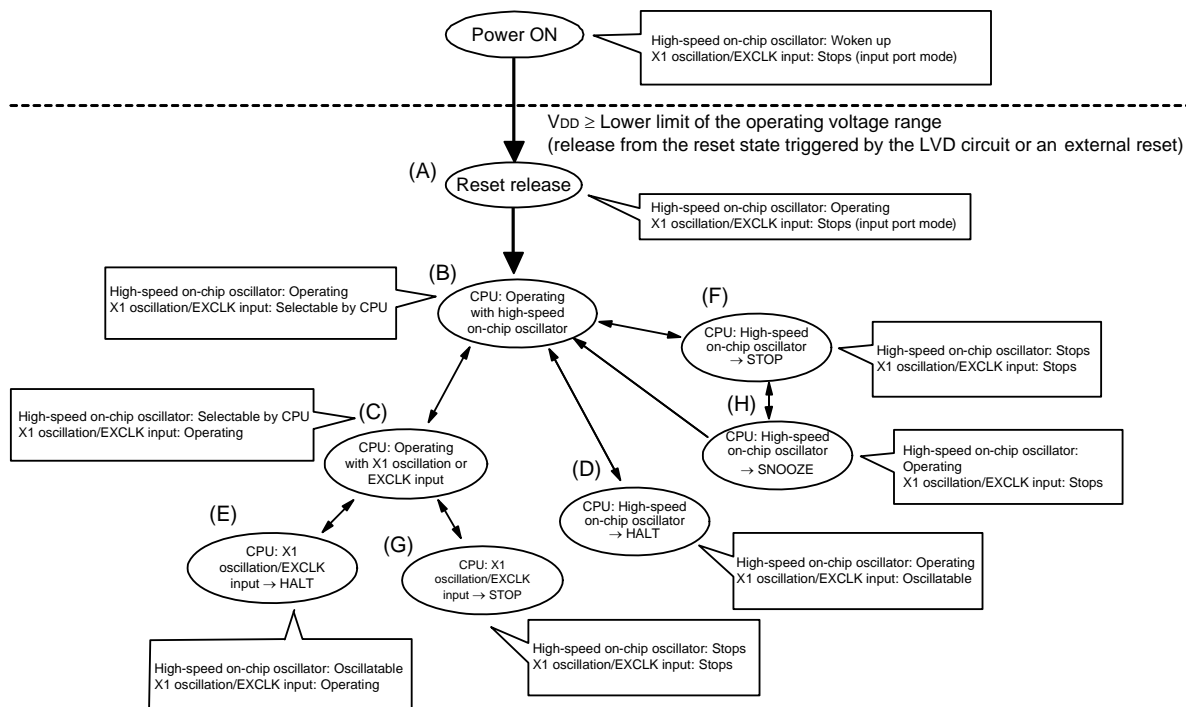 Power ON
High-speed on-chip oscillator: Woken up
X1 oscillation/EXCLK input: Stops (input port mode)
VDD ≥ Lower limit of the operating voltage range
(release from the reset state triggered by the LVD circuit or an external reset)
(A)
Reset release
High-speed on-chip oscillator: Operating
X1 oscillation/EXCLK input: Stops (input port mode)
(B)
CPU: Operating
with high-speed
on-chip oscillator
High-speed on-chip oscillator: Operating
X1 oscillation/EXCLK input: Selectable by CPU
(F)
CPU: High-speed
on-chip oscillator
→ STOP
High-speed on-chip oscillator: Stops
X1 oscillation/EXCLK input: Stops
High-speed on-chip oscillator: Selectable by CPU
X1 oscillation/EXCLK input: Operating
(C)
CPU: Operating
with X1 oscillation or
EXCLK input
(H)
CPU: High-speed
on-chip oscillator
→ SNOOZE
High-speed on-chip oscillator:
Operating
X1 oscillation/EXCLK input: Stops
(D)
CPU: High-speed
on-chip oscillator
→ HALT
High-speed on-chip oscillator: Operating
X1 oscillation/EXCLK input: Oscillatable
(E)
CPU: X1
oscillation/EXCLK
input → HALT
(G)
CPU: X1
oscillation/EXCLK
input → STOP
High-speed on-chip oscillator: Stops
X1 oscillation/EXCLK input: Stops
High-speed on-chip oscillator: Oscillatable
X1 oscillation/EXCLK input: Operating